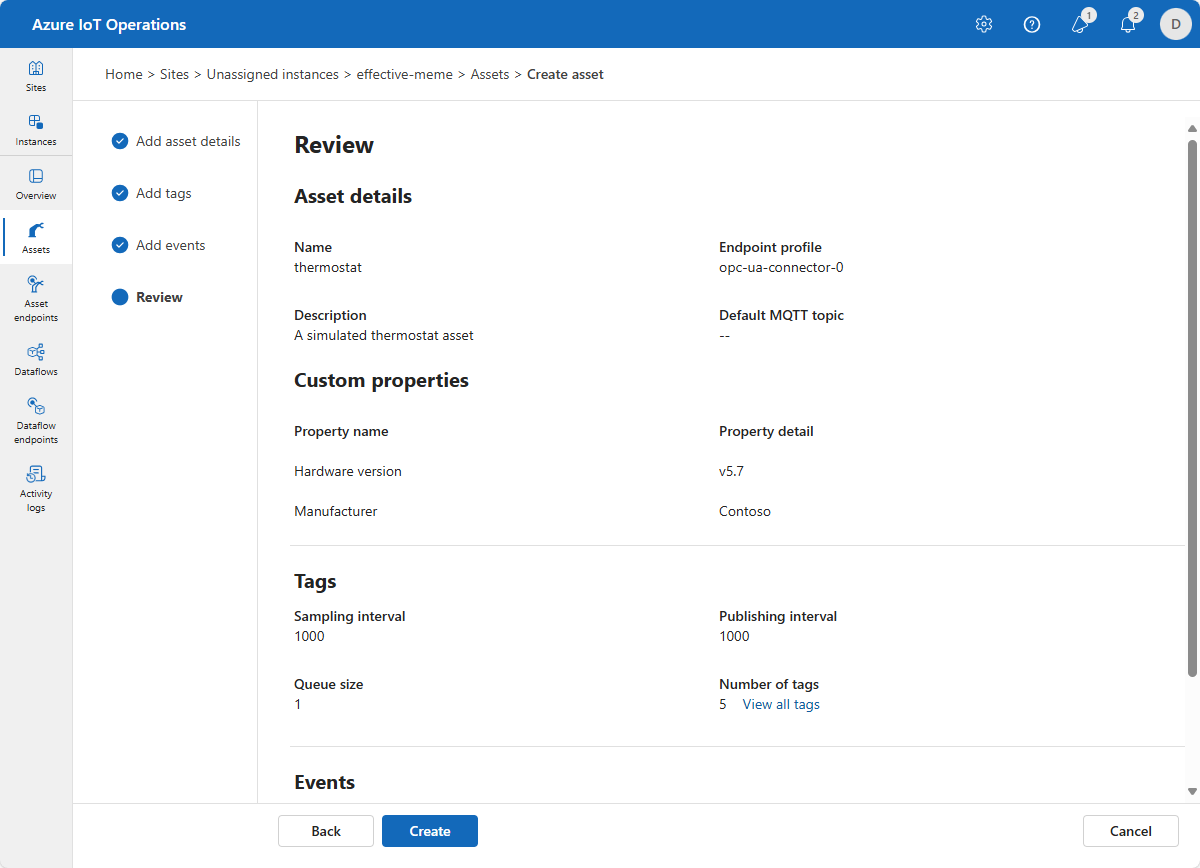 Azure IoT Operations
1
2
D
Sites
Instances
Overview
Assets
Asset
endpoints
Dataflows
Dataflow
endpoints
Activity
logs
Home > Sites > Unassigned instances > effective-meme > Assets > Create asset
Add asset details
Add tags
Add events
Review
Review
Asset details
Name
thermostat
Endpoint profile
opc-ua-connector-0
Description
A simulated thermostat asset
Default MQTT topic
--
Custom properties
Property name
Property detail
Hardware version
v5.7
Manufacturer
Contoso
Tags
Sampling interval
1000
Publishing interval
1000
Queue size
1
Number of tags
5 View all tags
Events
Back
Create
Cancel